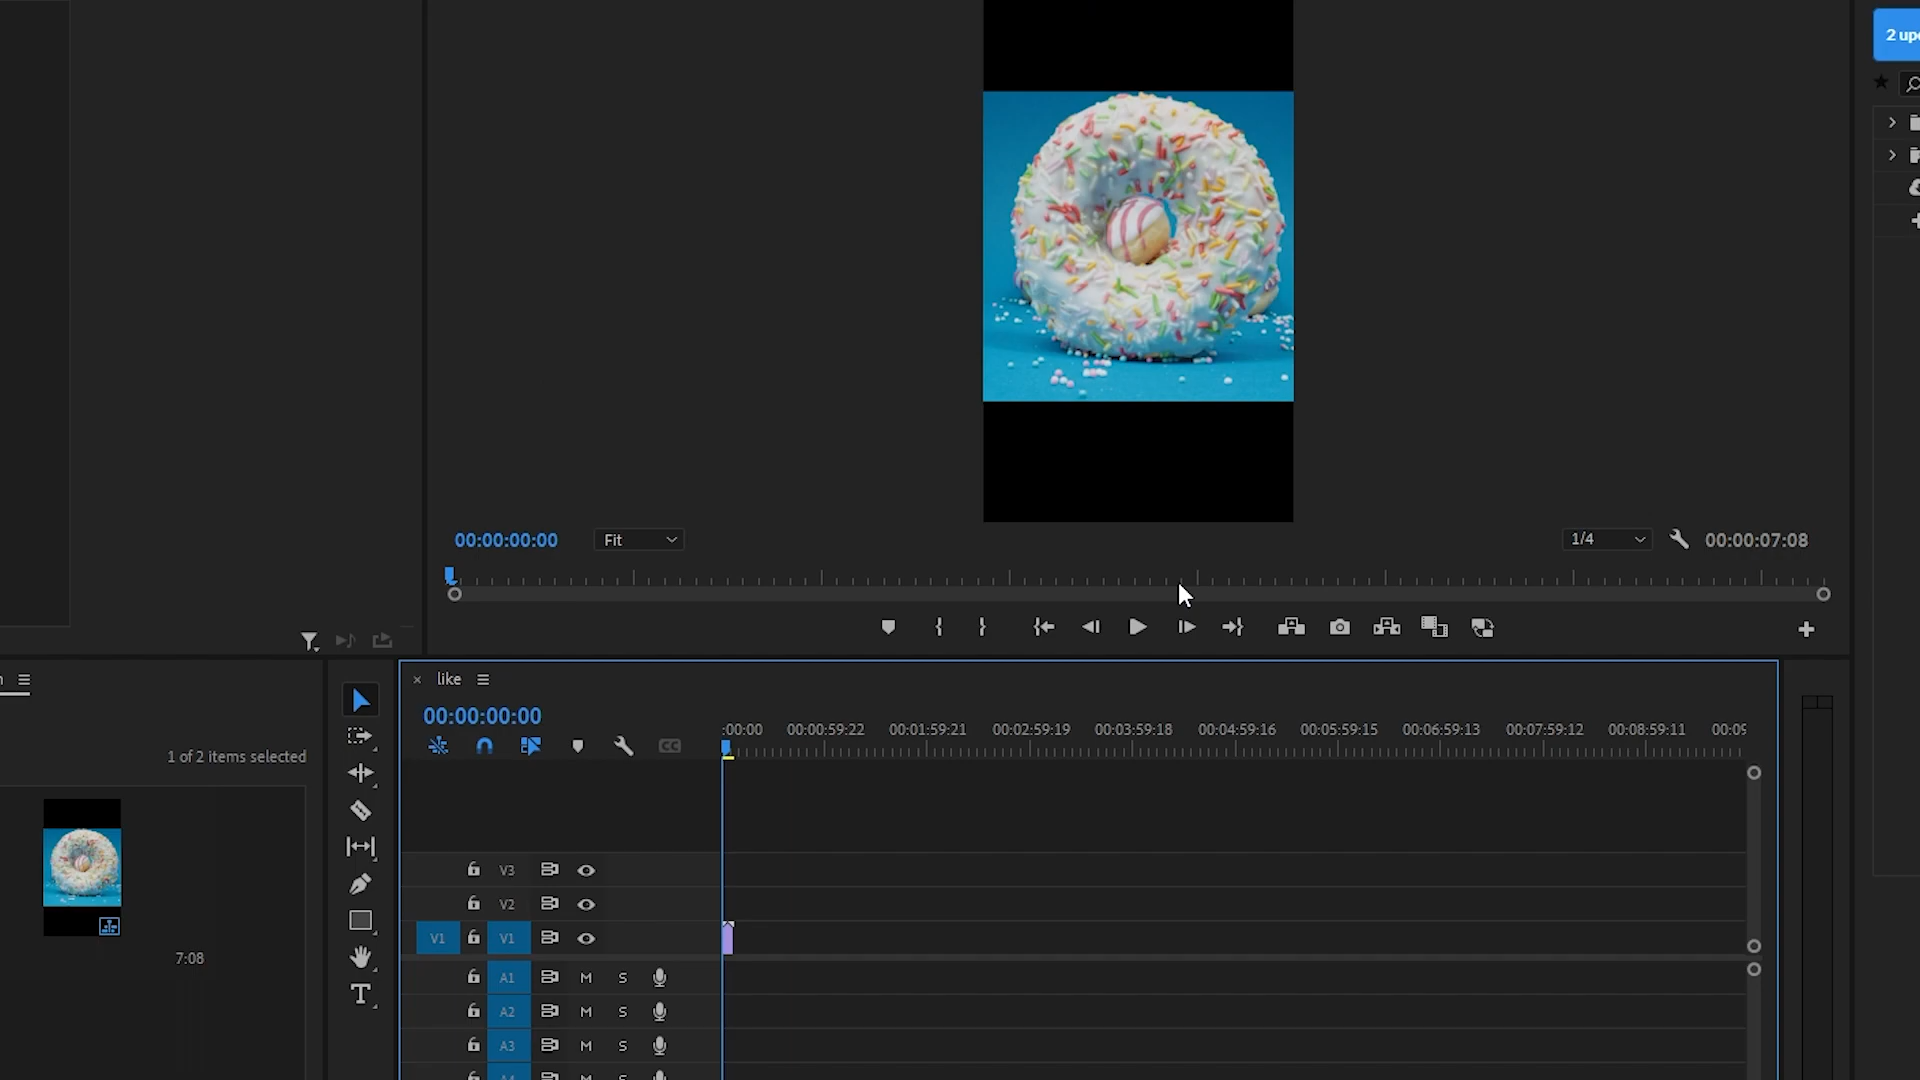 2 up
00:00:00:00
Fit
1/4
00:00:07:08
like
00:00:00:00
:00:00
00:00:59:22
00:01:59:21
00:02:59:19
00:03:59:18
00:04:59:16
00:05:59:15
00:06:59:13
00:07:59:12
00:08:59:11
00:09
1 of 2 items selected
7:08
V3
V2
V1 V1
A1 M S
A2 M S
A3 M S